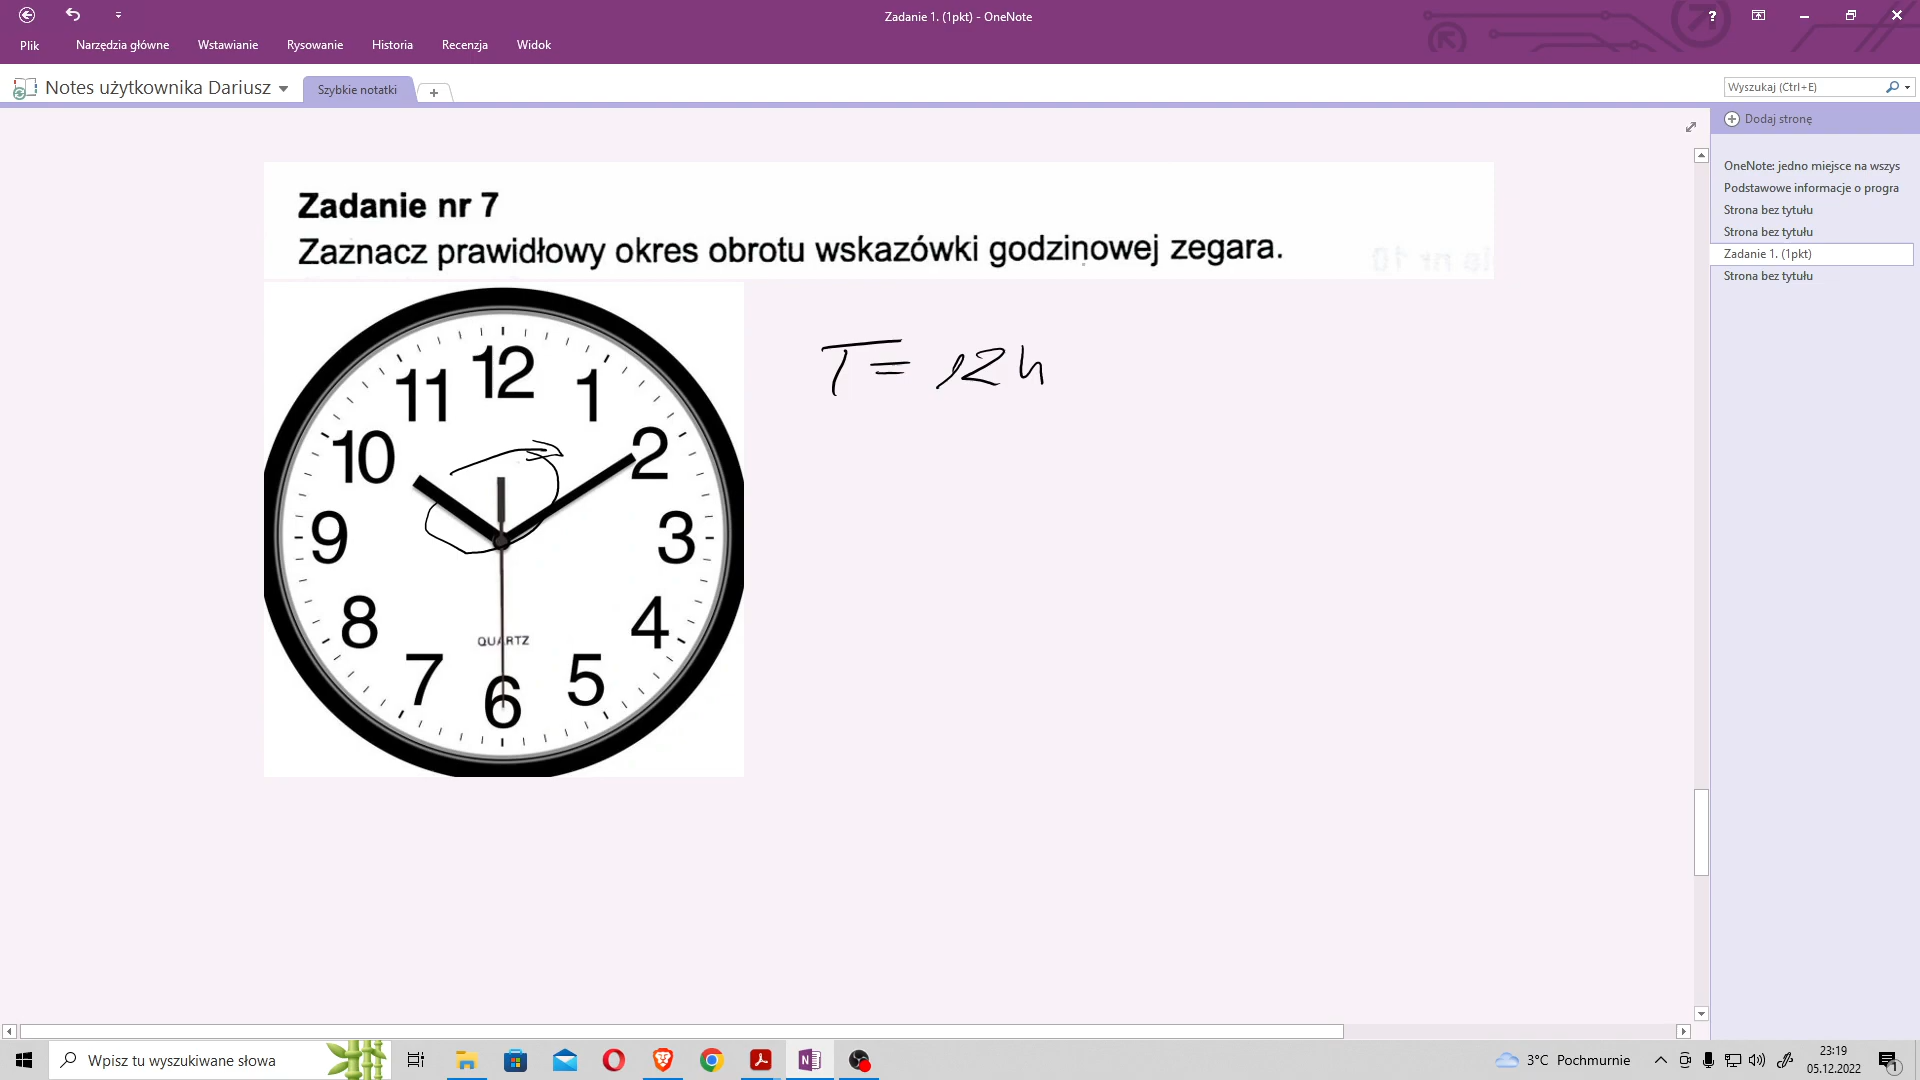 Zadanie 1. (1pkt) - OneNote
?
Plik Narzędzia główne Wstawianie Rysowanie Historia Recenzja Widok
Notes użytkownika Dariusz Szybkie notatki +
Wyszukaj (Ctrl+E)
Dodaj stronę
OneNote: jedno miejsce na wszys
Podstawowe informacje o progra
Strona bez tytułu
Strona bez tytułu
Zadanie 1. (1pkt)
Strona bez tytułu
Zadanie nr 7
Zaznacz prawidłowy okres obrotu wskazówki godzinowej zegara.
12
11 1
10 2
9 3
8 4
QUARTZ
7 5
6
T = 12 h
Wpisz tu wyszukiwane słowa
3°C Pochmurnie
23:19
05.12.2022
1